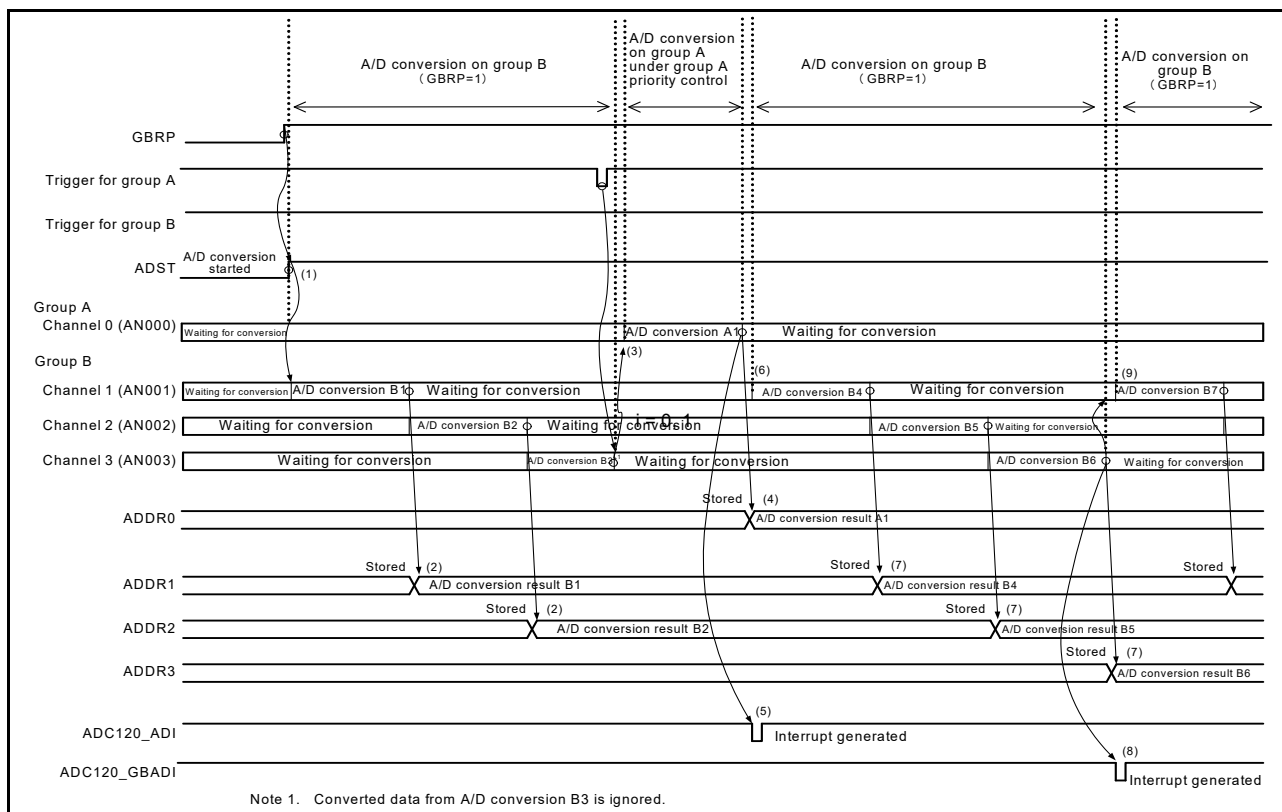 A/D conversion on group B
(GBRP=1)
A/D conversion
on group A
under group A
priority control
A/D conversion on group B
(GBRP=1)
A/D conversion on
group B
(GBRP=1)
GBRP
Trigger for group A
Trigger for group B
A/D conversion
started
ADST
(1)
Group A
Channel 0 (AN000)
Waiting for conversion
A/D conversion A1
Waiting for conversion
(3)
Group B
(6)
(9)
Channel 1 (AN001)
Waiting for conversion
A/D conversion B1
Waiting for conversion
A/D conversion B4
Waiting for conversion
A/D conversion B7
i = 0, 1
Channel 2 (AN002)
Waiting for conversion
A/D conversion B2
Waiting for conversion
A/D conversion B5
Waiting for conversion
Channel 3 (AN003)
Waiting for conversion
A/D conversion B3*1
Waiting for conversion
A/D conversion B6
Waiting for conversion
Stored
(4)
ADDR0
A/D conversion result A1
Stored
(2)
Stored
(7)
Stored
ADDR1
A/D conversion result B1
A/D conversion result B4
Stored
(2)
Stored
(7)
ADDR2
A/D conversion result B2
A/D conversion result B5
Stored
(7)
ADDR3
A/D conversion result B6
(5)
ADC120_ADI
Interrupt generated
(8)
ADC120_GBADI
Interrupt generated
Note 1. Converted data from A/D conversion B3 is ignored.